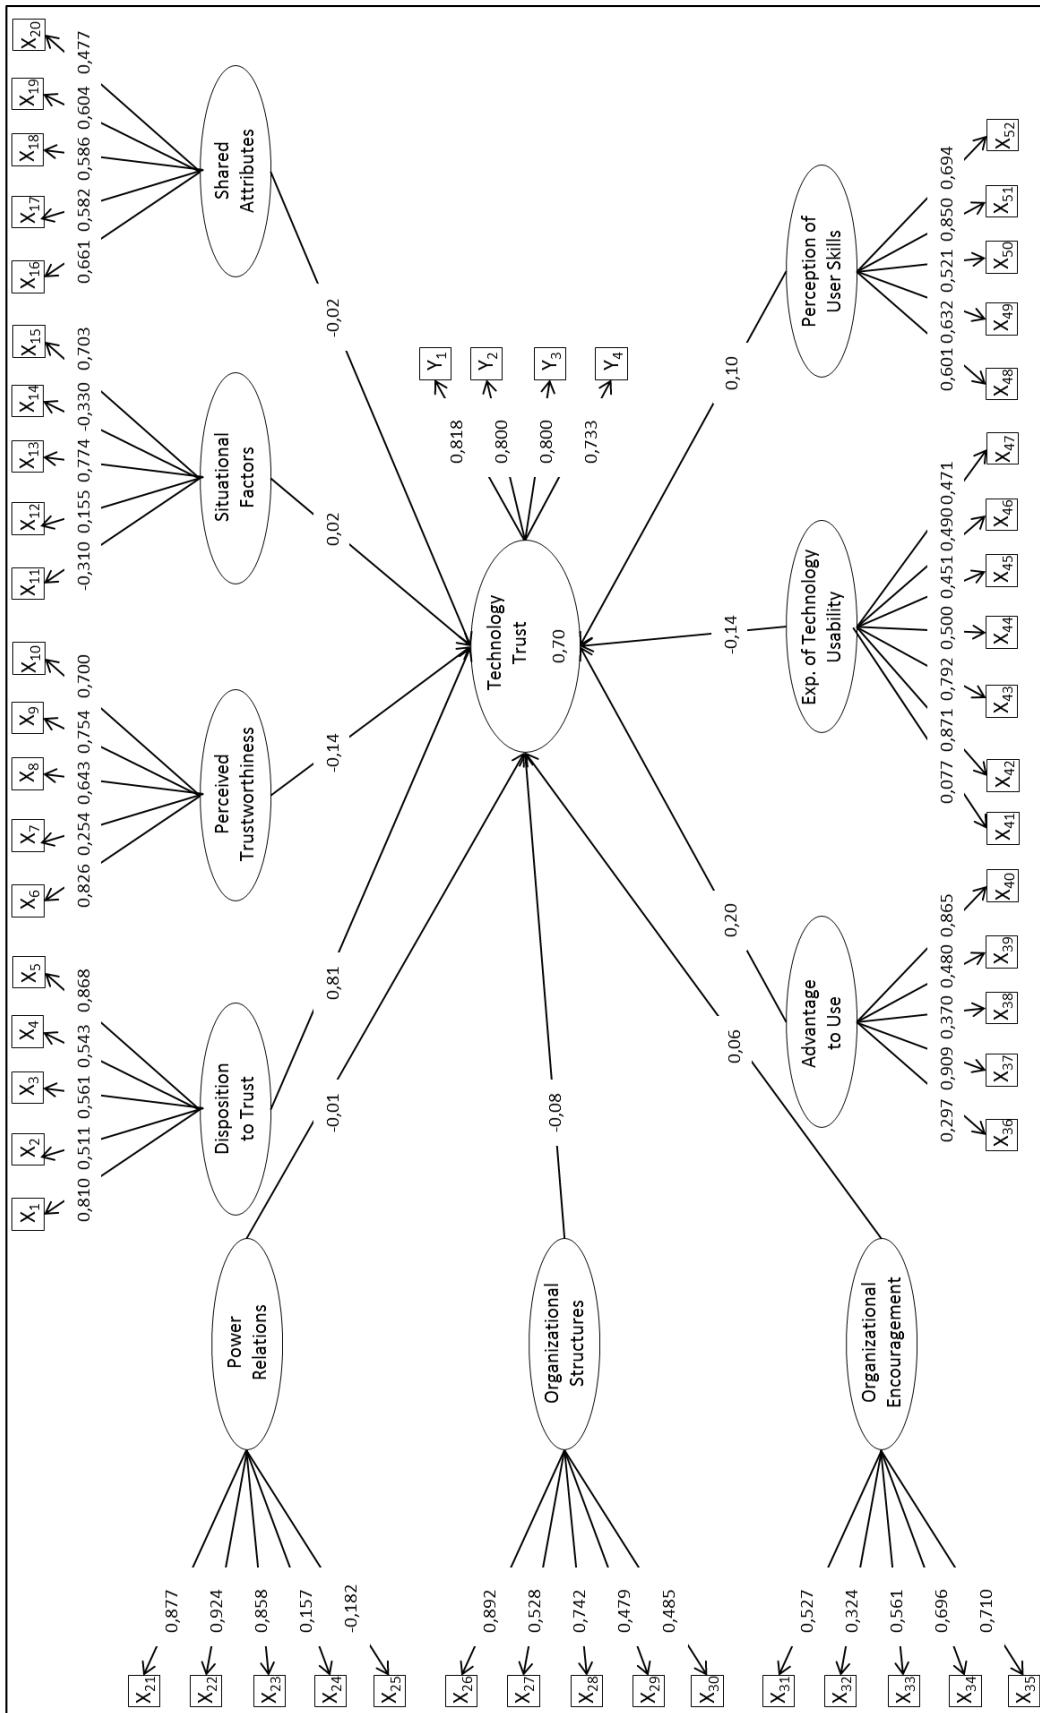 X1
X2
X3
X4
X5
0,810
0,511
0,561
0,543
0,868
Disposition
to Trust
0,81
X6
X7
X8
X9
X10
0,826
0,254
0,643
0,754
0,700
Perceived
Trustworthiness
-0,14
X11
X12
X13
X14
X15
-0,310
0,155
0,774
-0,330
0,703
Situational
Factors
0,02
X16
X17
X18
X19
X20
0,661
0,582
0,586
0,604
0,477
Shared
Attributes
-0,02
X21
X22
X23
X24
X25
0,877
0,924
0,858
0,157
-0,182
Power
Relations
-0,01
X26
X27
X28
X29
X30
0,892
0,528
0,742
0,479
0,485
Organizational
Structures
-0,08
X31
X32
X33
X34
X35
0,527
0,324
0,561
0,696
0,710
Organizational
Encouragement
0,06
Technology
Trust
0,70
0,818
0,800
0,800
0,733
Y1
Y2
Y3
Y4
0,20
Advantage
to Use
0,297
0,909
0,370
0,480
0,865
X36
X37
X38
X39
X40
-0,14
Exp. of Technology
Usability
0,077
0,871
0,792
0,500
0,451
0,490
0,471
X41
X42
X43
X44
X45
X46
X47
0,10
Perception of
User Skills
0,601
0,632
0,521
0,850
0,694
X48
X49
X50
X51
X52